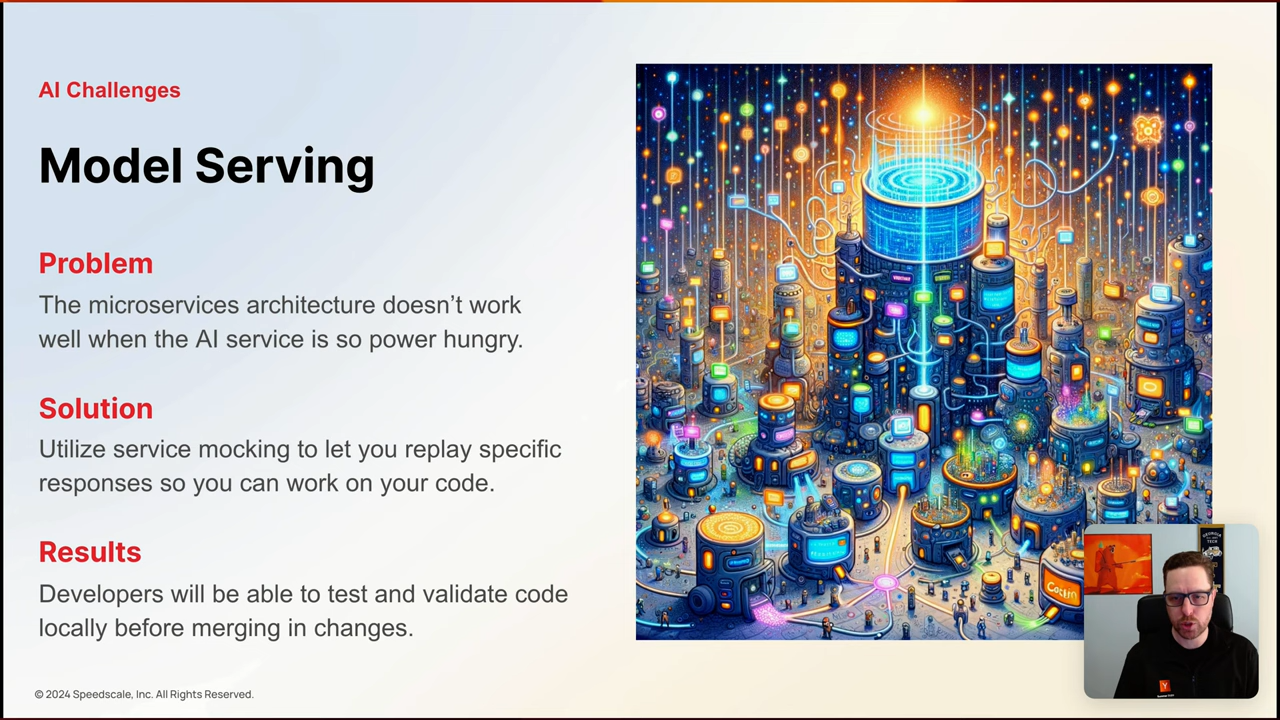 AI Challenges
Model Serving
Problem
The microservices architecture doesn’t work
well when the AI service is so power hungry.
Solution
Utilize service mocking to let you replay specific
responses so you can work on your code.
Results
Developers will be able to test and validate code
locally before merging in changes.
© 2024 Speedscale, Inc. All Rights Reserved.
GEORGIA
TECH